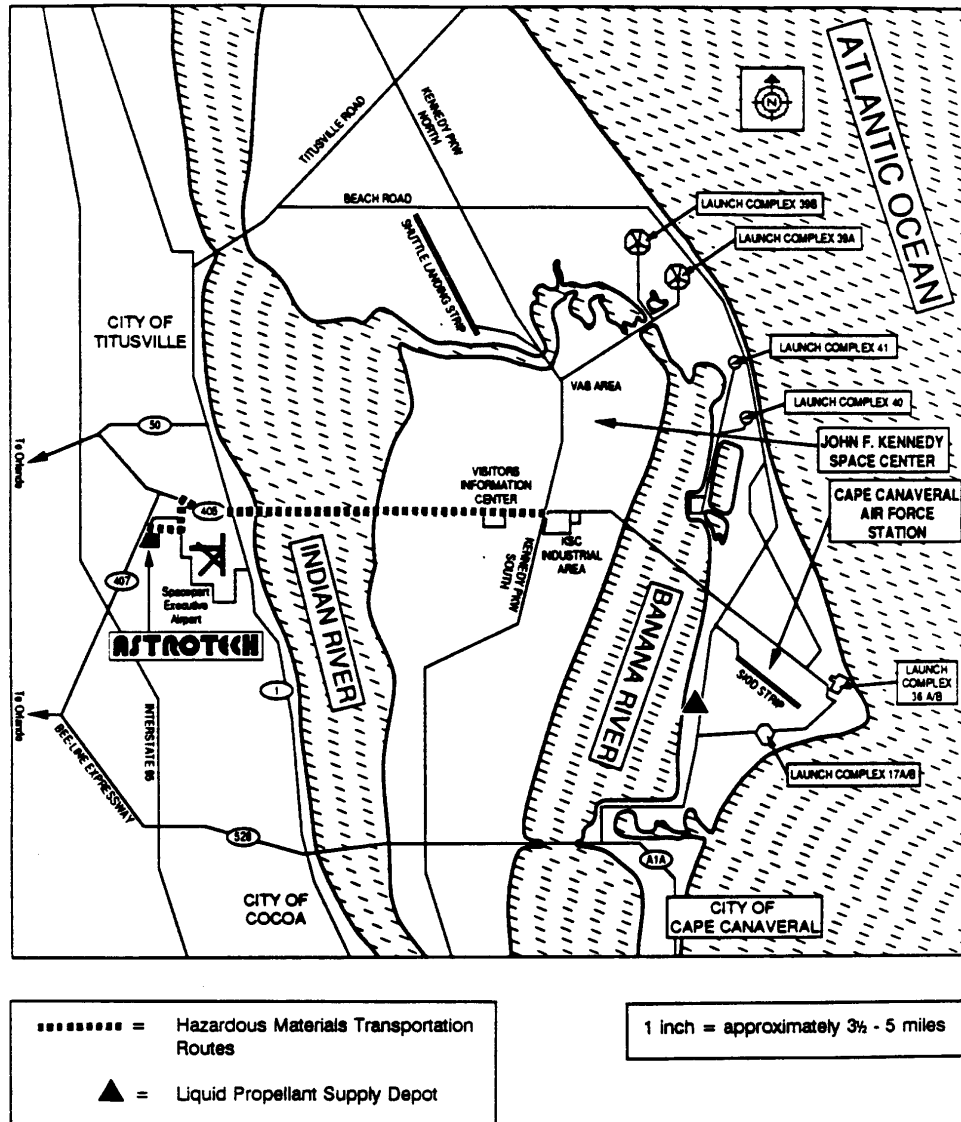 ATLANTIC OCEAN
N
KENNEDY PKW
NORTH
TITUSVILLE ROAD
BEACH ROAD
SHUTTLE LANDING STRIP
LAUNCH COMPLEX 39B
LAUNCH COMPLEX 39A
CITY OF
TITUSVILLE
LAUNCH COMPLEX 41
VAB AREA
LAUNCH COMPLEX 40
50
To Orlando
JOHN F. KENNEDY
SPACE CENTER
VISITORS
INFORMATION
CENTER
CAPE CANAVERAL
AIR FORCE
STATION
405
KSC
INDUSTRIAL
AREA
KENNEDY PKW
SOUTH
407
Spaceport
Executive
Airport
ASTROTECH
INDIAN RIVER
BANANA RIVER
SKID STRIP
LAUNCH
COMPLEX
36 A/B
1
To Orlando
INTERSTATE 95
BEE-LINE EXPRESSWAY
LAUNCH COMPLEX 17A/B
528
A1A
CITY OF
COCOA
CITY OF
CAPE CANAVERAL
= Hazardous Materials Transportation
Routes
= Liquid Propellant Supply Depot
1 inch = approximately 3½ - 5 miles